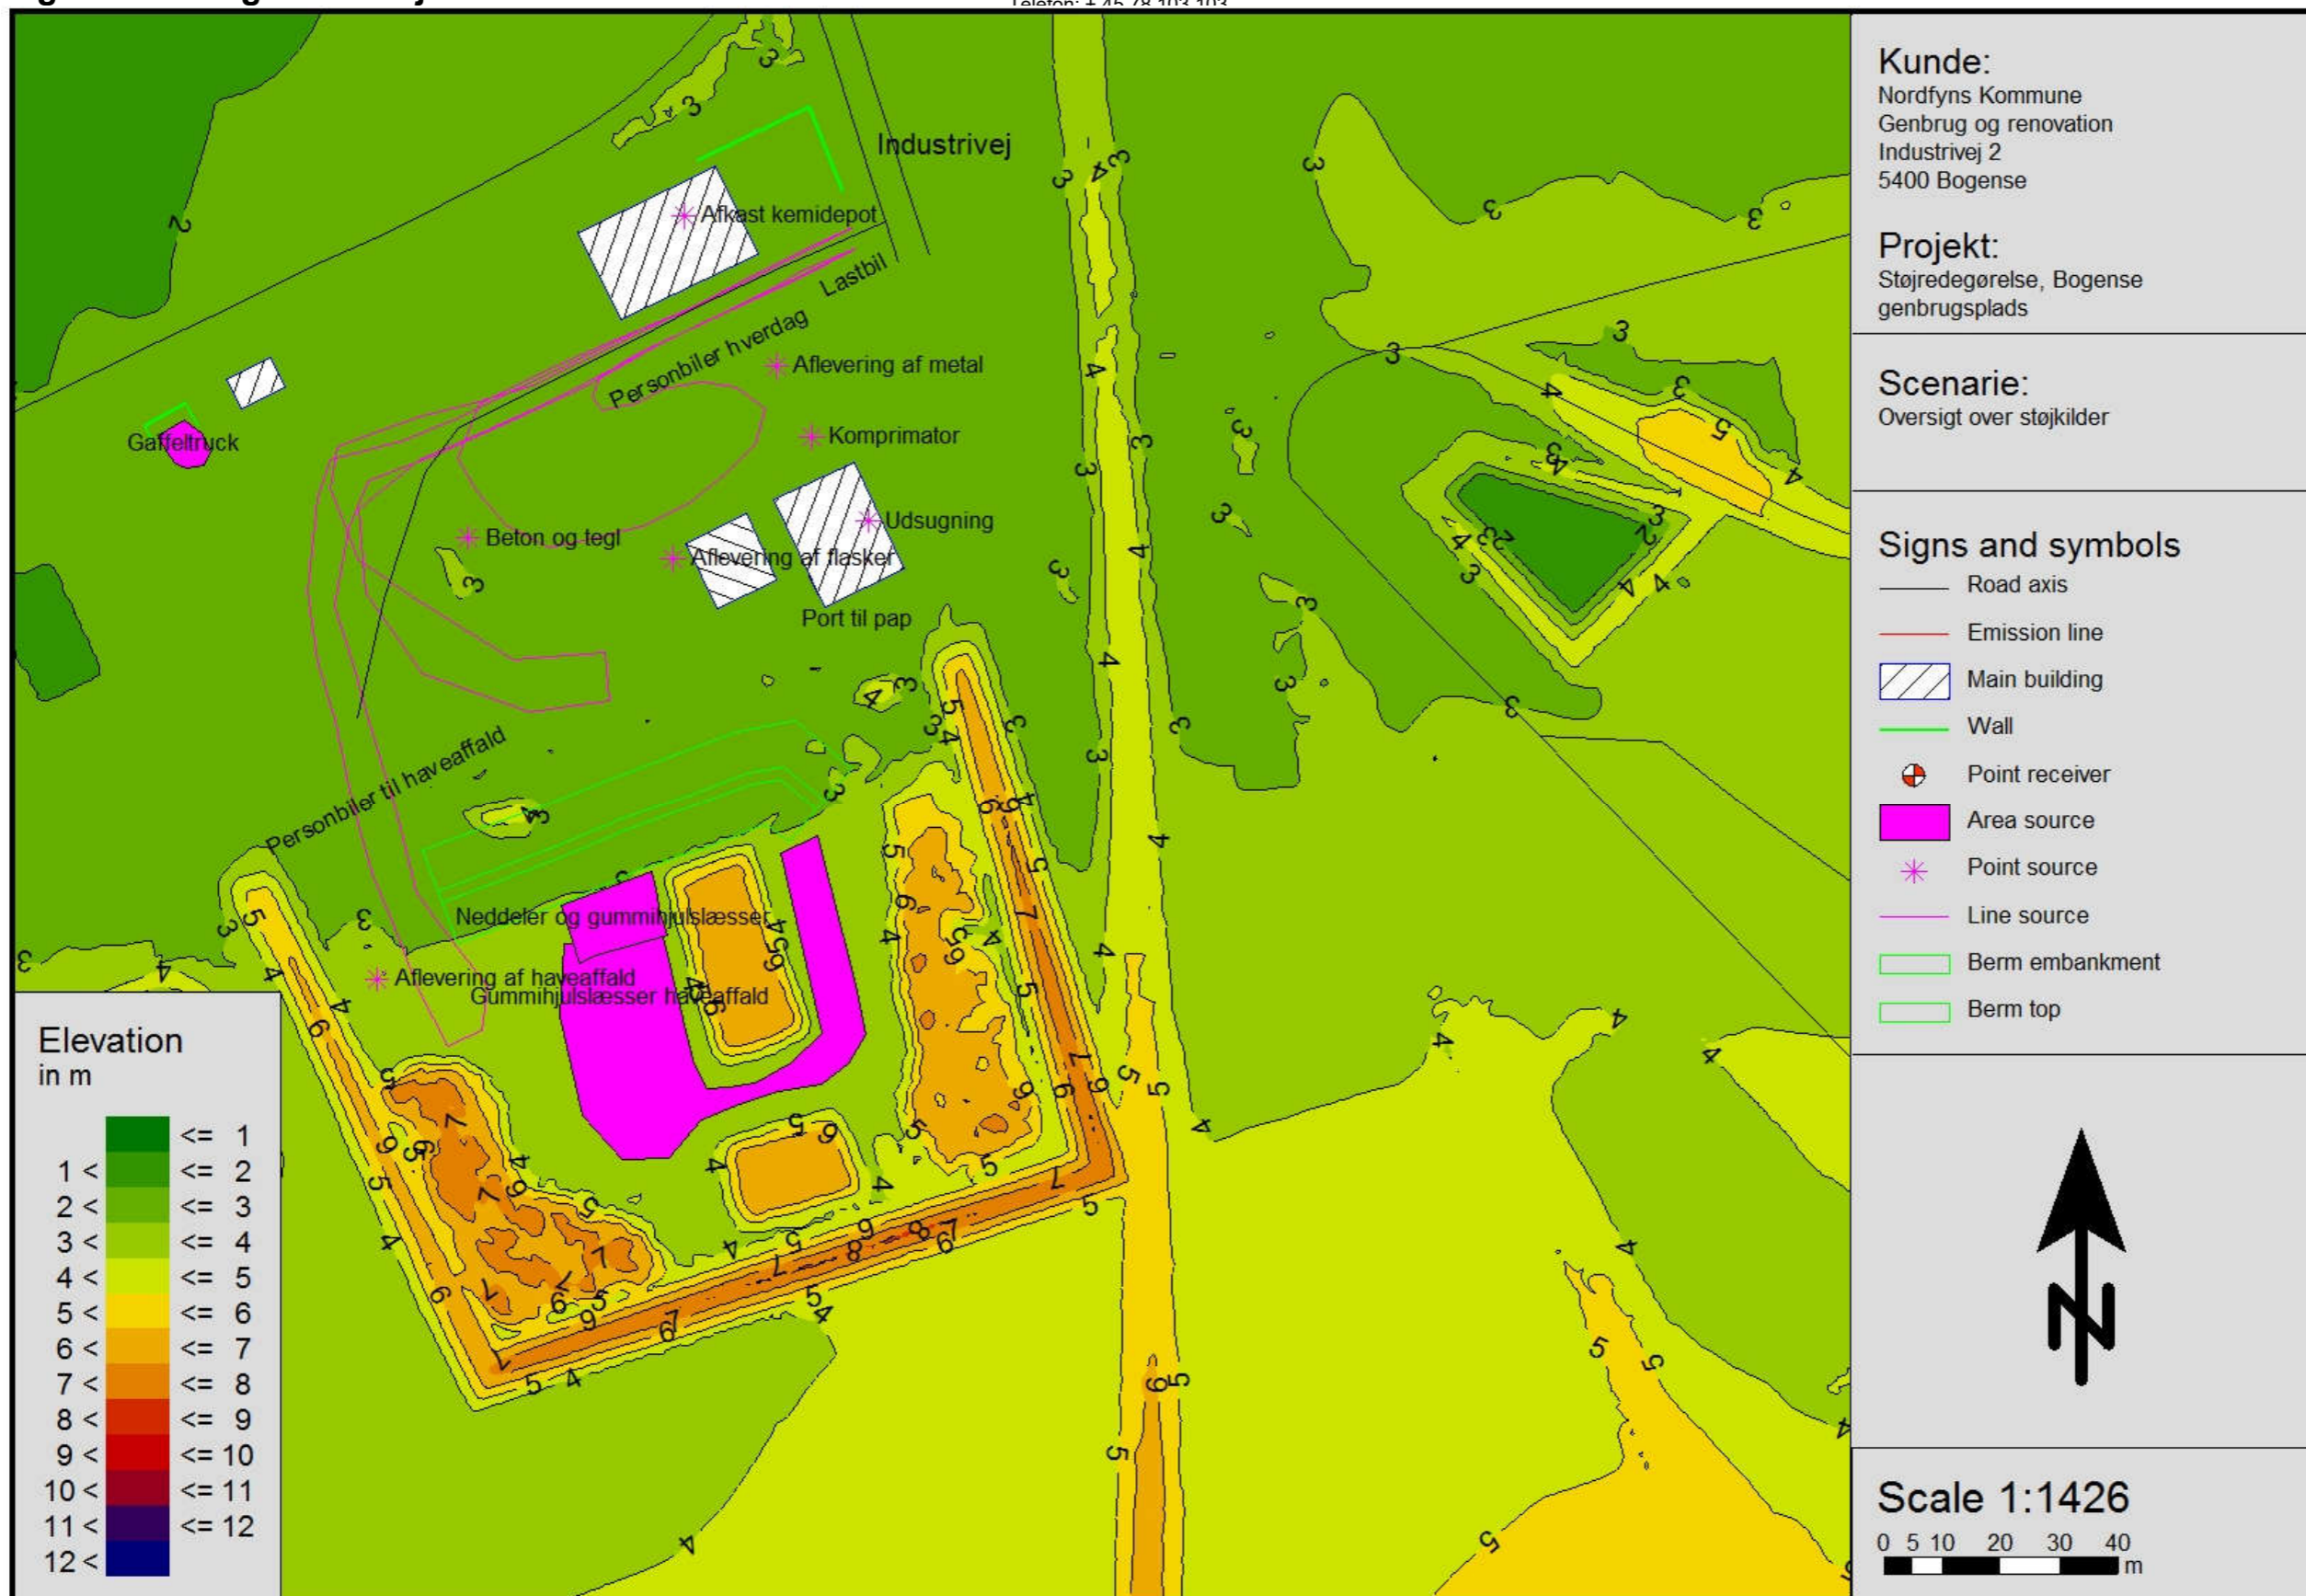 Telefon: + 45 78 103 103
Industrivej
Afkast kemidepot
Lastbil
Personbiler hverdag
Aflevering af metal
Komprimator
Gaffeltruck
Udsugning
Beton og tegl
Aflevering af flasker
Port til pap
Personbiler til haveaffald
Neddeler og gummihjulslæsser
Aflevering af haveaffald
Gummihjulslæsser haveaffald
Elevation
in m
<= 1
1 < <= 2
2 < <= 3
3 < <= 4
4 < <= 5
5 < <= 6
6 < <= 7
7 < <= 8
8 < <= 9
9 < <= 10
10 < <= 11
11 < <= 12
12 <
Kunde:
Nordfyns Kommune
Genbrug og renovation
Industrivej 2
5400 Bogense
Projekt:
Støjredegørelse, Bogense
genbrugsplads
Scenarie:
Oversigt over støjkilder
Signs and symbols
Road axis
Emission line
Main building
Wall
Point receiver
Area source
Point source
Line source
Berm embankment
Berm top
N
Scale 1:1426
0 5 10 20 30 40
m